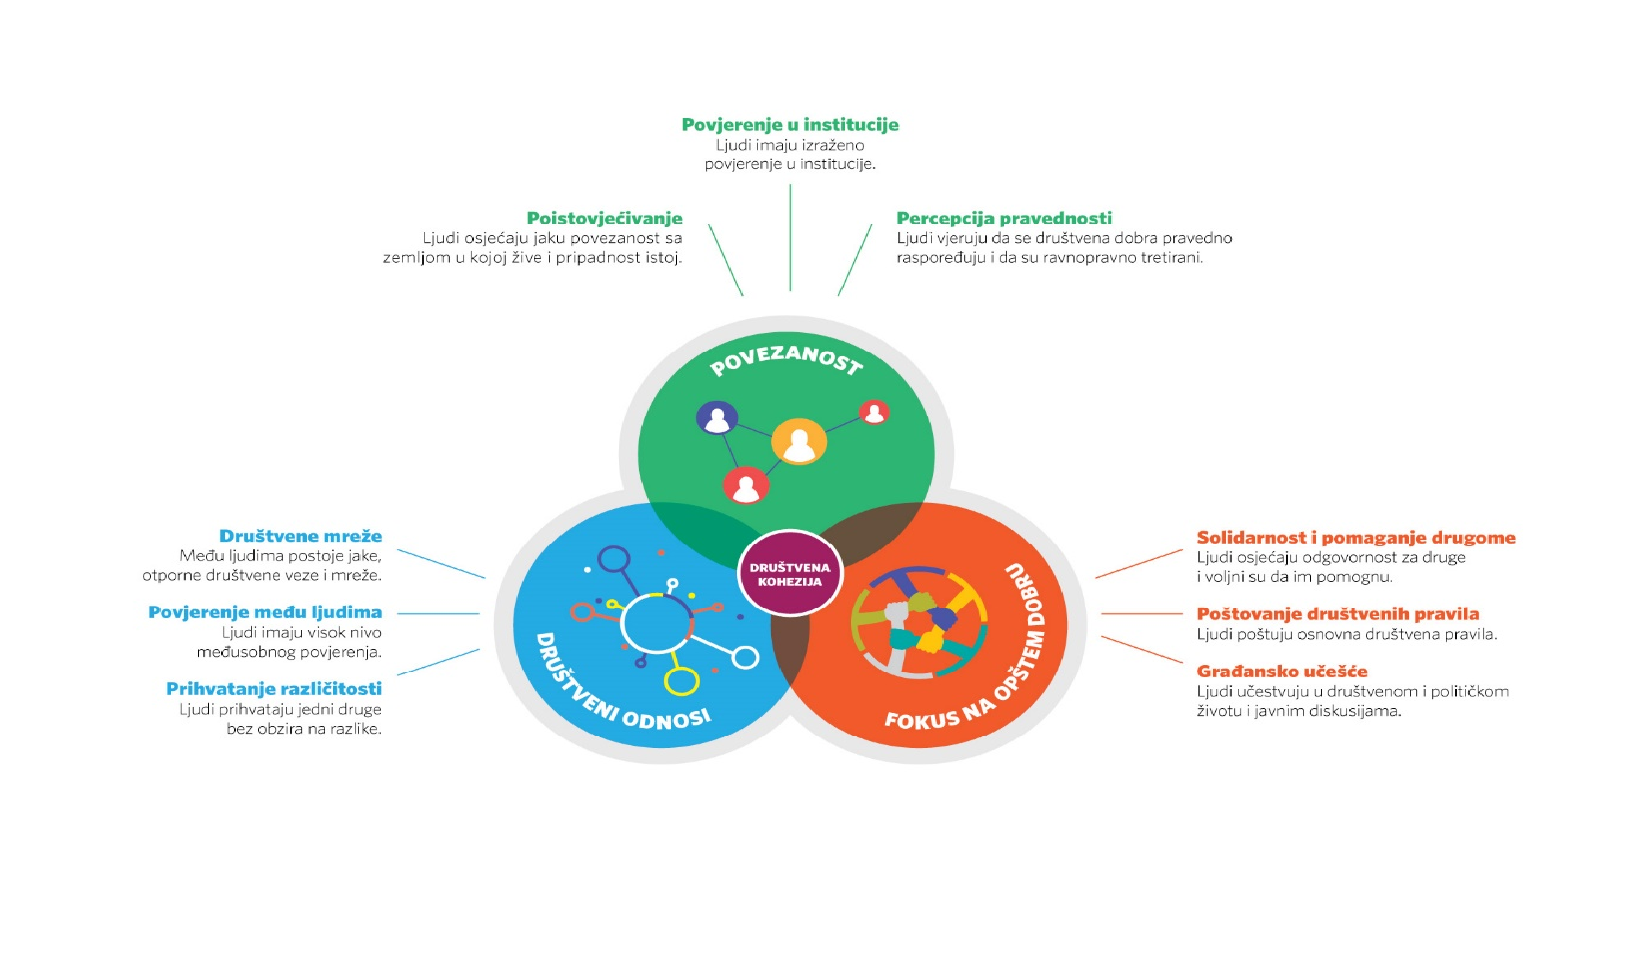 Povjerenje u institucije
Ljudi imaju izraženo
povjerenje u institucije.
Poistovjećivanje
Ljudi osjećaju jaku povezanost sa
zemljom u kojoj žive i pripadnost istoj.
Percepcija pravednosti
Ljudi vjeruju da se društvena dobra pravedno
raspoređuju i da su ravnopravno tretirani.
POVEZANOST
DRUŠTVENA
KOHEZIJA
Društvene mreže
Među ljudima postoje jake,
otporne društvene veze i mreže.
Povjerenje među ljudima
Ljudi imaju visok nivo
međusobnog povjerenja.
Prihvatanje različitosti
Ljudi prihvataju jedni druge
bez obzira na razlike.
DRUŠTVENI ODNOSI
FOKUS NA OPŠTEM DOBRU
Solidarnost i pomaganje drugome
Ljudi osjećaju odgovornost za druge
i voljni su da im pomognu.
Poštovanje društvenih pravila
Ljudi poštuju osnovna društvena pravila.
Građansko učešće
Ljudi učestvuju u društvenom i političkom
životu i javnim diskusijama.